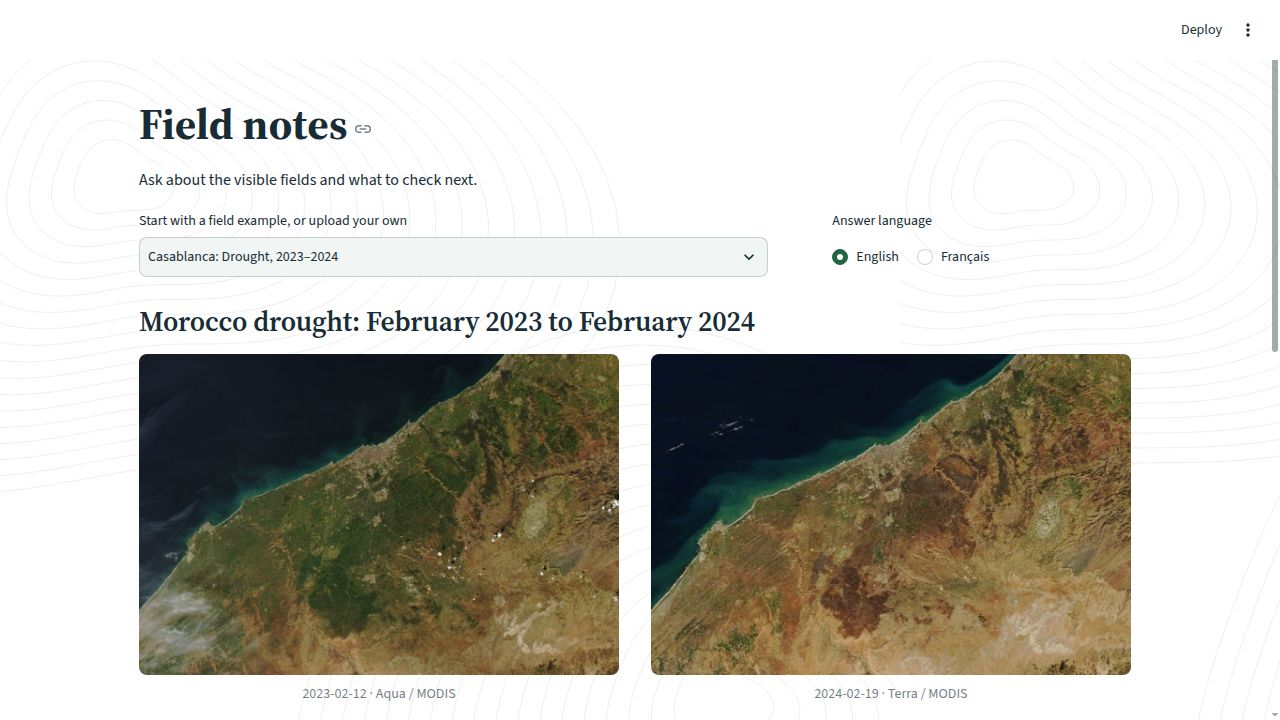 Deploy
Field notes
Ask about the visible fields and what to check next.
Start with a field example, or upload your own
Answer language
Casablanca: Drought, 2023–2024
English
Français
Morocco drought: February 2023 to February 2024
2023-02-12 · Aqua / MODIS
2024-02-19 · Terra / MODIS